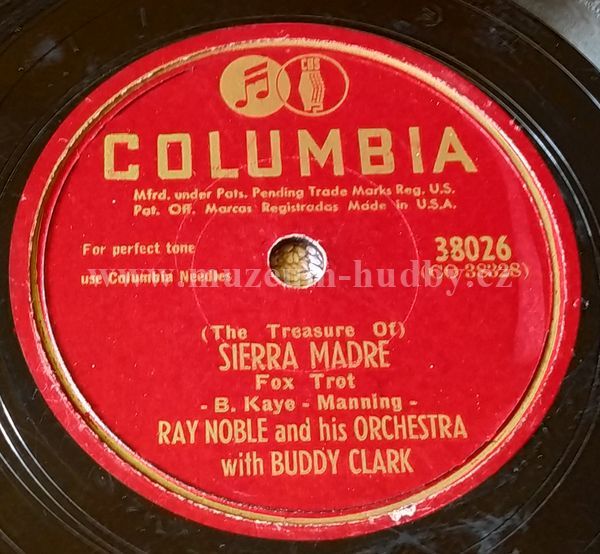 CBS
COLUMBIA
Mfrd. under Pats. Pending Trade Marks Reg. U.S.
Pat. Off. Marcas Registradas Made in U.S.A.
For perfect tone
use Columbia Needles
38026
(CO 38328)
www.muzeum-hudby.cz
(The Treasure Of)
SIERRA MADRE
Fox Trot
- B. Kaye - Manning -
RAY NOBLE and his ORCHESTRA
with BUDDY CLARK